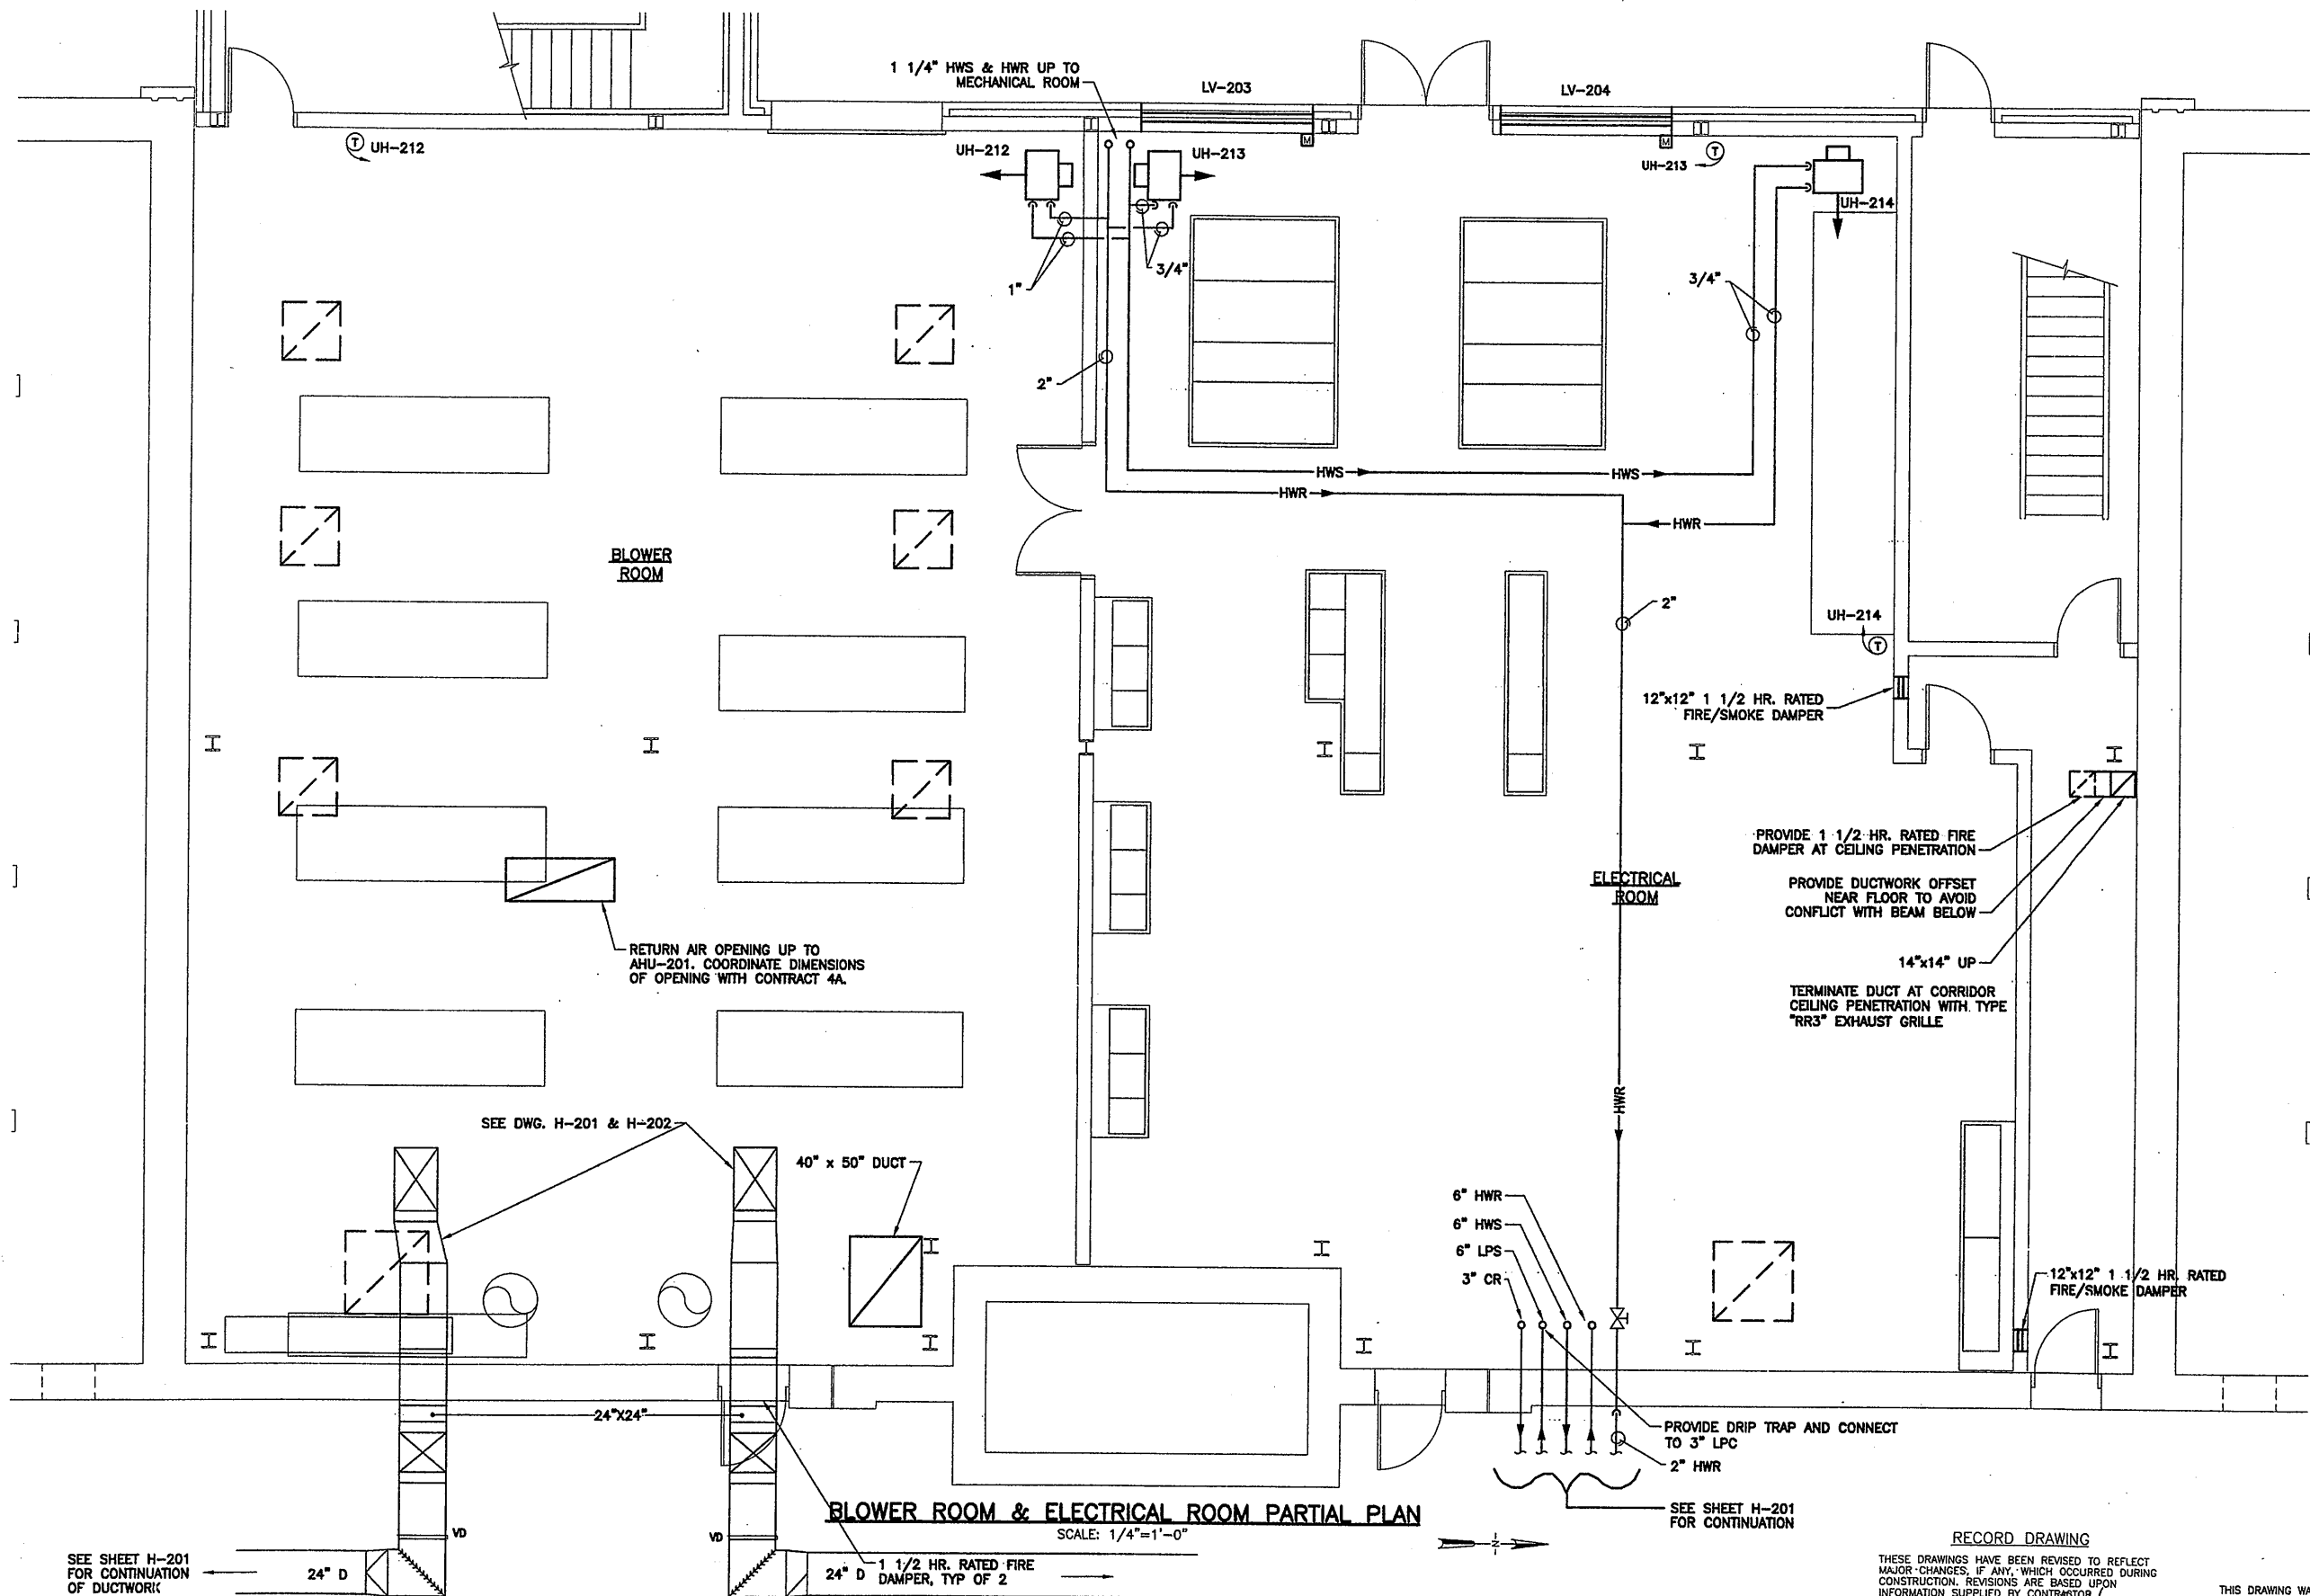 1 1/4" HWS & HWR UP TO
MECHANICAL ROOM
LV-203
LV-204
T UH-212
UH-212
UH-213
M
M
UH-213
T
UH-214
1"
3/4"
3/4"
2"
HWS
HWS
HWR
HWR
BLOWER
ROOM
2"
UH-214
T
12"x12" 1 1/2 HR. RATED
FIRE/SMOKE DAMPER
PROVIDE 1 1/2 HR. RATED FIRE
DAMPER AT CEILING PENETRATION
ELECTRICAL
ROOM
PROVIDE DUCTWORK OFFSET
NEAR FLOOR TO AVOID
CONFLICT WITH BEAM BELOW
RETURN AIR OPENING UP TO
AHU-201. COORDINATE DIMENSIONS
OF OPENING WITH CONTRACT 4A.
14"x14" UP
TERMINATE DUCT AT CORRIDOR
CEILING PENETRATION WITH TYPE
"RR3" EXHAUST GRILLE
HWR
SEE DWG. H-201 & H-202
40" x 50" DUCT
6" HWR
6" HWS
6" LPS
3" CR
12"x12" 1 1/2 HR. RATED
FIRE/SMOKE DAMPER
24"X24"
PROVIDE DRIP TRAP AND CONNECT
TO 3" LPC
2" HWR
BLOWER ROOM & ELECTRICAL ROOM PARTIAL PLAN
SCALE: 1/4"=1'-0"
SEE SHEET H-201
FOR CONTINUATION
VD
VD
N
SEE SHEET H-201
FOR CONTINUATION
OF DUCTWORK
24" D
24" D
1 1/2 HR. RATED FIRE
DAMPER, TYP OF 2
RECORD DRAWING
THESE DRAWINGS HAVE BEEN REVISED TO REFLECT
MAJOR CHANGES, IF ANY, WHICH OCCURRED DURING
CONSTRUCTION. REVISIONS ARE BASED UPON
INFORMATION SUPPLIED BY CONTRACTOR
THIS DRAWING